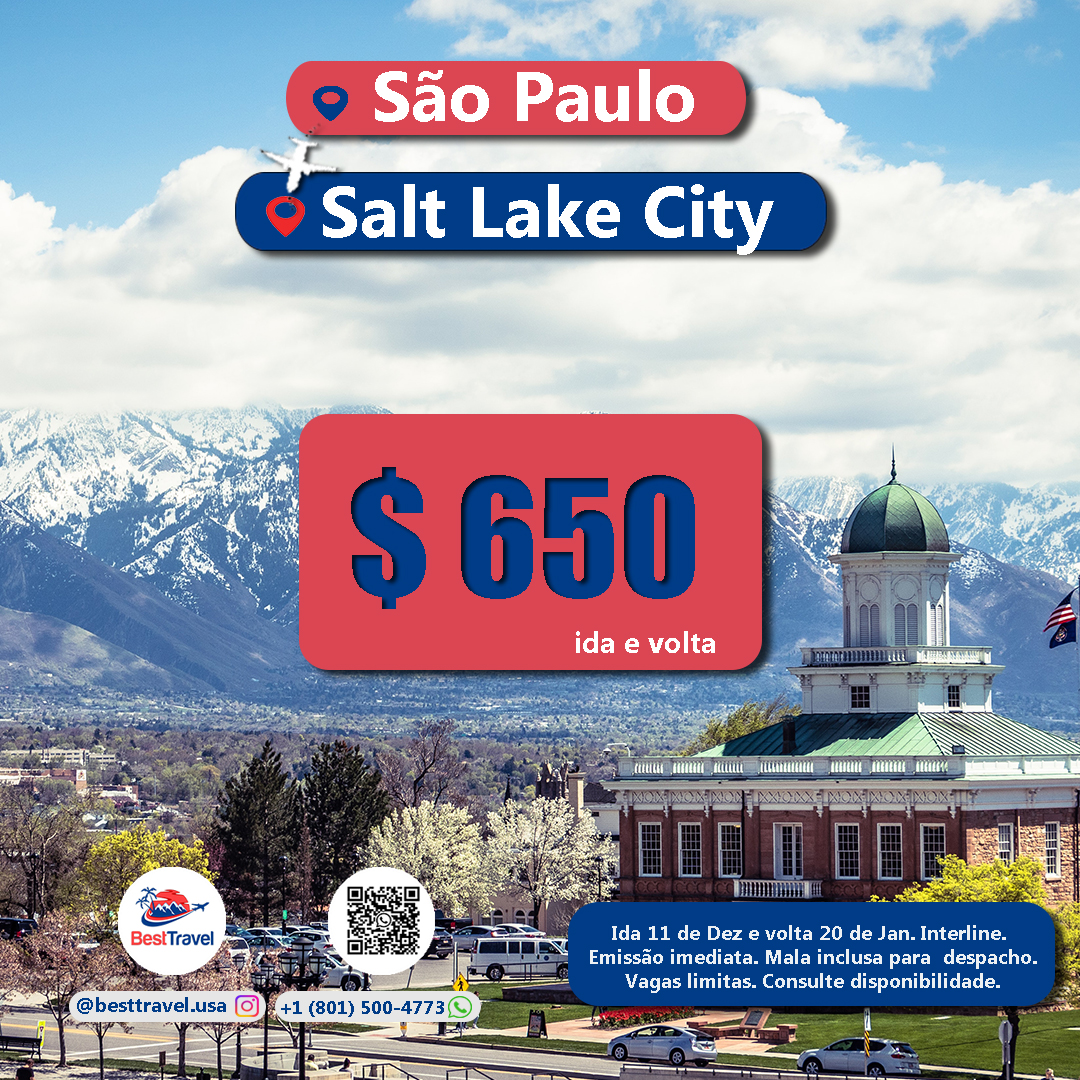 São Paulo
Salt Lake City
$ 650
ida e volta
BestTravel
@besttravel.usa
+1 (801) 500-4773
Ida 11 de Dez e volta 20 de Jan. Interline.
Emissão imediata. Mala inclusa para despacho.
Vagas limitas. Consulte disponibilidade.